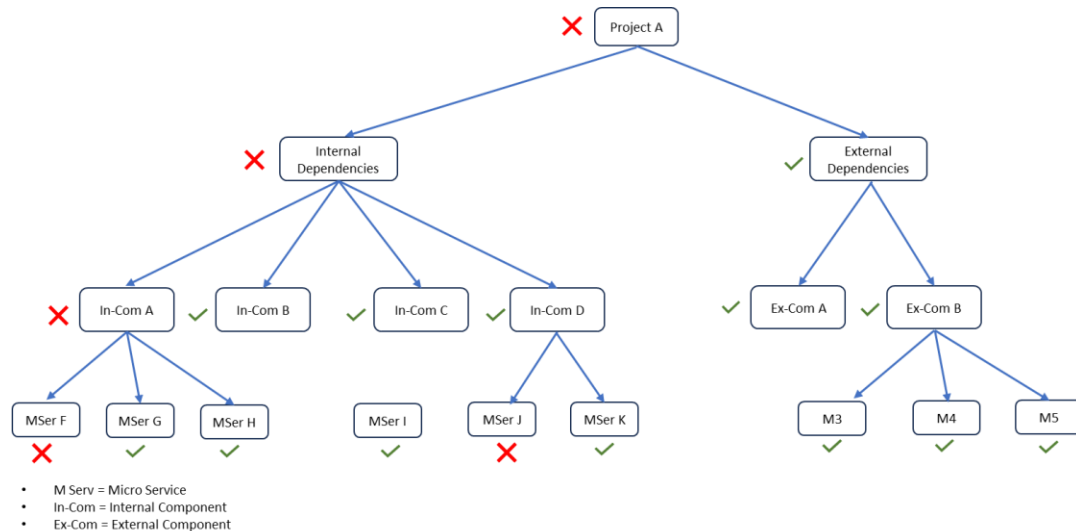 Project A
Internal
Dependencies
External
Dependencies
In-Com A
In-Com B
In-Com C
In-Com D
Ex-Com A
Ex-Com B
MSer F
MSer G
MSer H
MSer I
MSer J
MSer K
M3
M4
M5
• M Serv = Micro Service
• In-Com = Internal Component
• Ex-Com = External Component